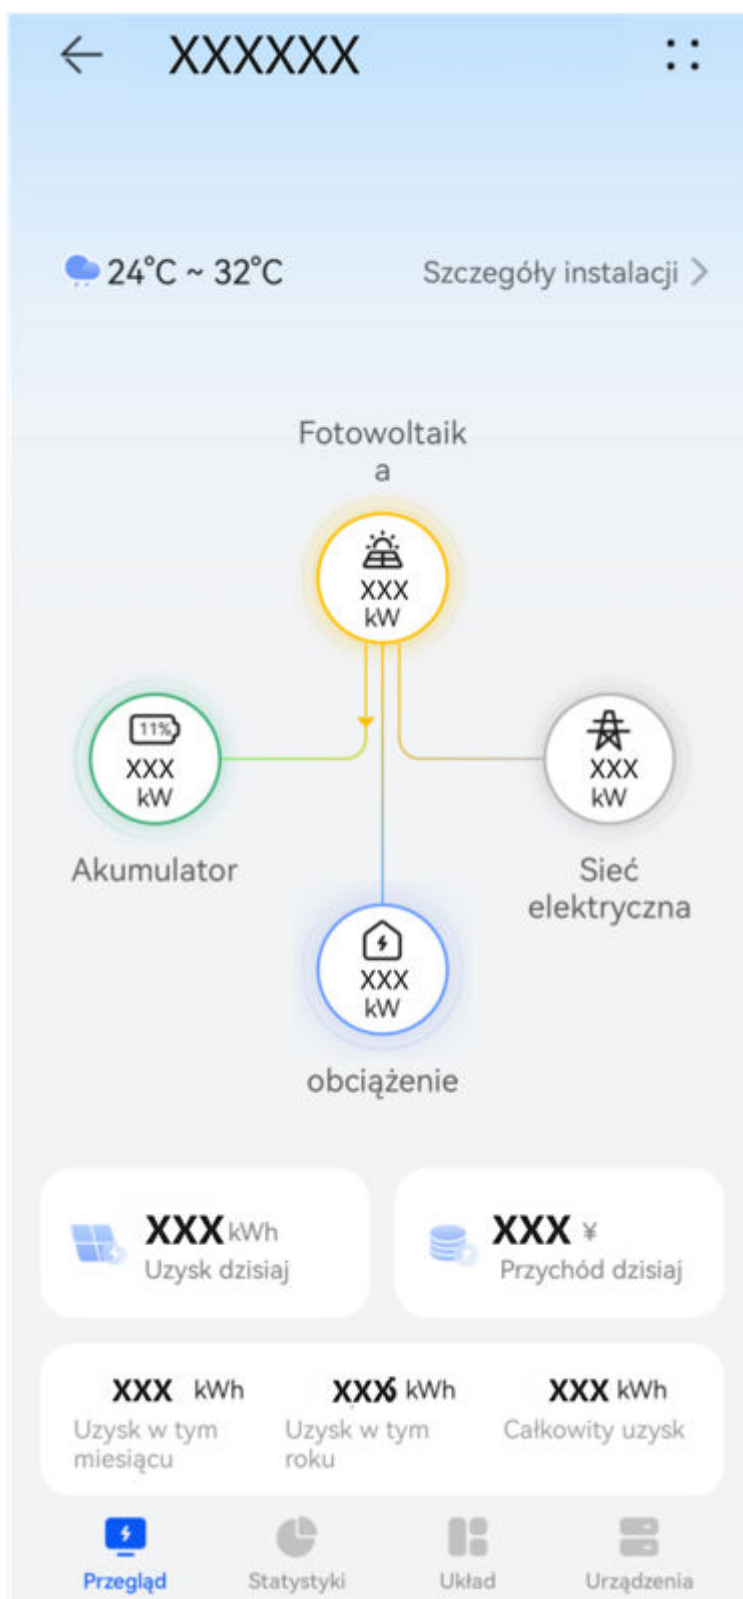 XXXXXX
24°C ~ 32°C
Szczegóły instalacji >
Fotowoltaik
a
XXX
kW
11%
XXX
kW
XXX
kW
Akumulator
Sieć
elektryczna
XXX
kW
obciążenie
XXX kWh
Uzysk dzisiaj
XXX ¥
Przychód dzisiaj
XXX kWh
Uzysk w tym
miesiącu
XXX kWh
Uzysk w tym
roku
XXX kWh
Całkowity uzysk
Przegląd
Statystyki
Układ
Urządzenia